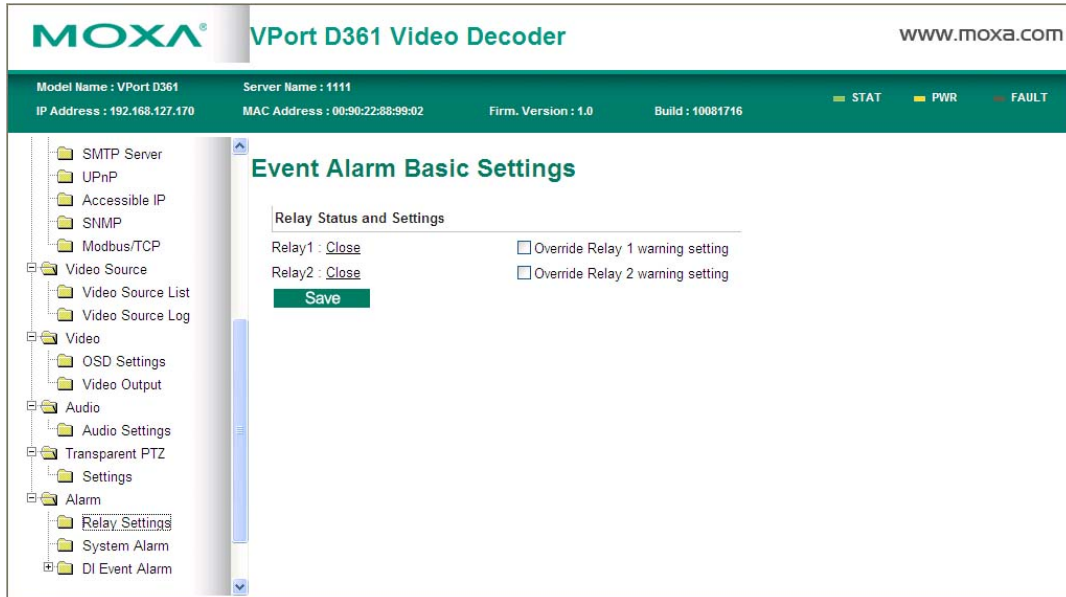 MOXA®
VPort D361 Video Decoder
www.moxa.com
Model Name : VPort D361
Server Name : 1111
STAT
PWR
FAULT
IP Address : 192.168.127.170
MAC Address : 00:90:22:88:99:02
Firm. Version : 1.0
Build : 10081716
SMTP Server
UPnP
Accessible IP
SNMP
Modbus/TCP
Video Source
Video Source List
Video Source Log
Video
OSD Settings
Video Output
Audio
Audio Settings
Transparent PTZ
Settings
Alarm
Relay Settings
System Alarm
DI Event Alarm
Event Alarm Basic Settings
Relay Status and Settings
Relay1 : Close
Override Relay 1 warning setting
Relay2 : Close
Override Relay 2 warning setting
Save